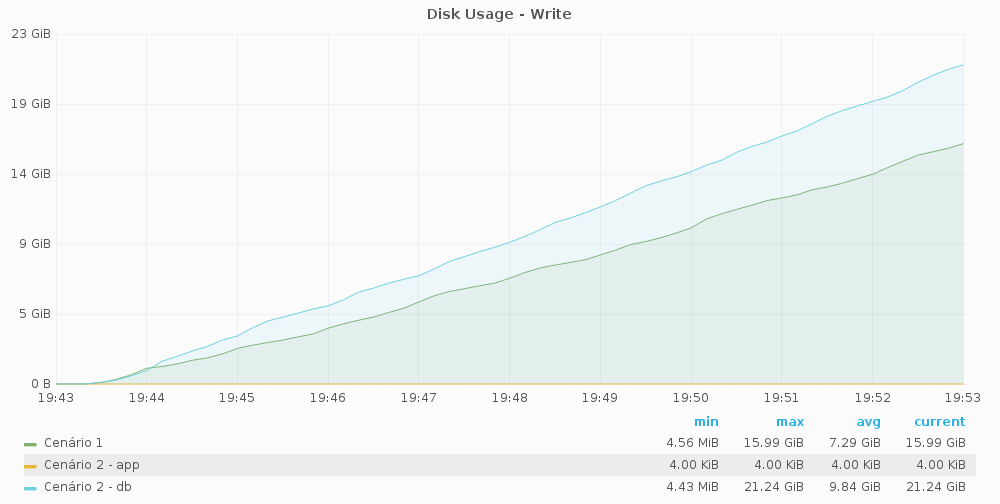 Disk Usage - Write
23 GiB
19 GiB
14 GiB
9 GiB
5 GiB
0 B
19:43 19:44 19:45 19:46 19:47 19:48 19:49 19:50 19:51 19:52 19:53
min max avg current
Cenário 1 4.56 MiB 15.99 GiB 7.29 GiB 15.99 GiB
Cenário 2 - app 4.00 KiB 4.00 KiB 4.00 KiB 4.00 KiB
Cenário 2 - db 4.43 MiB 21.24 GiB 9.84 GiB 21.24 GiB